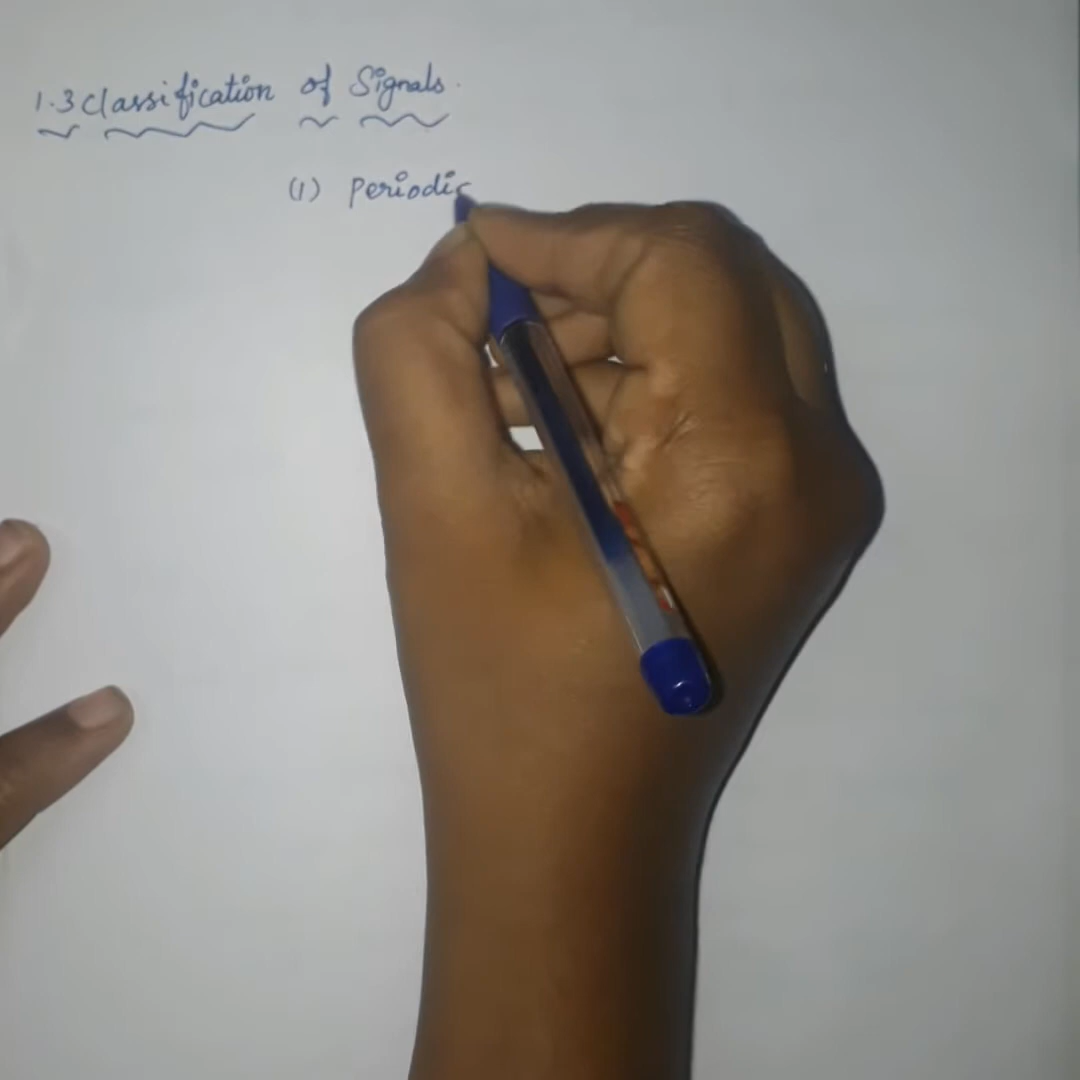 1.3 Classification of Signals.
(1) Periodic